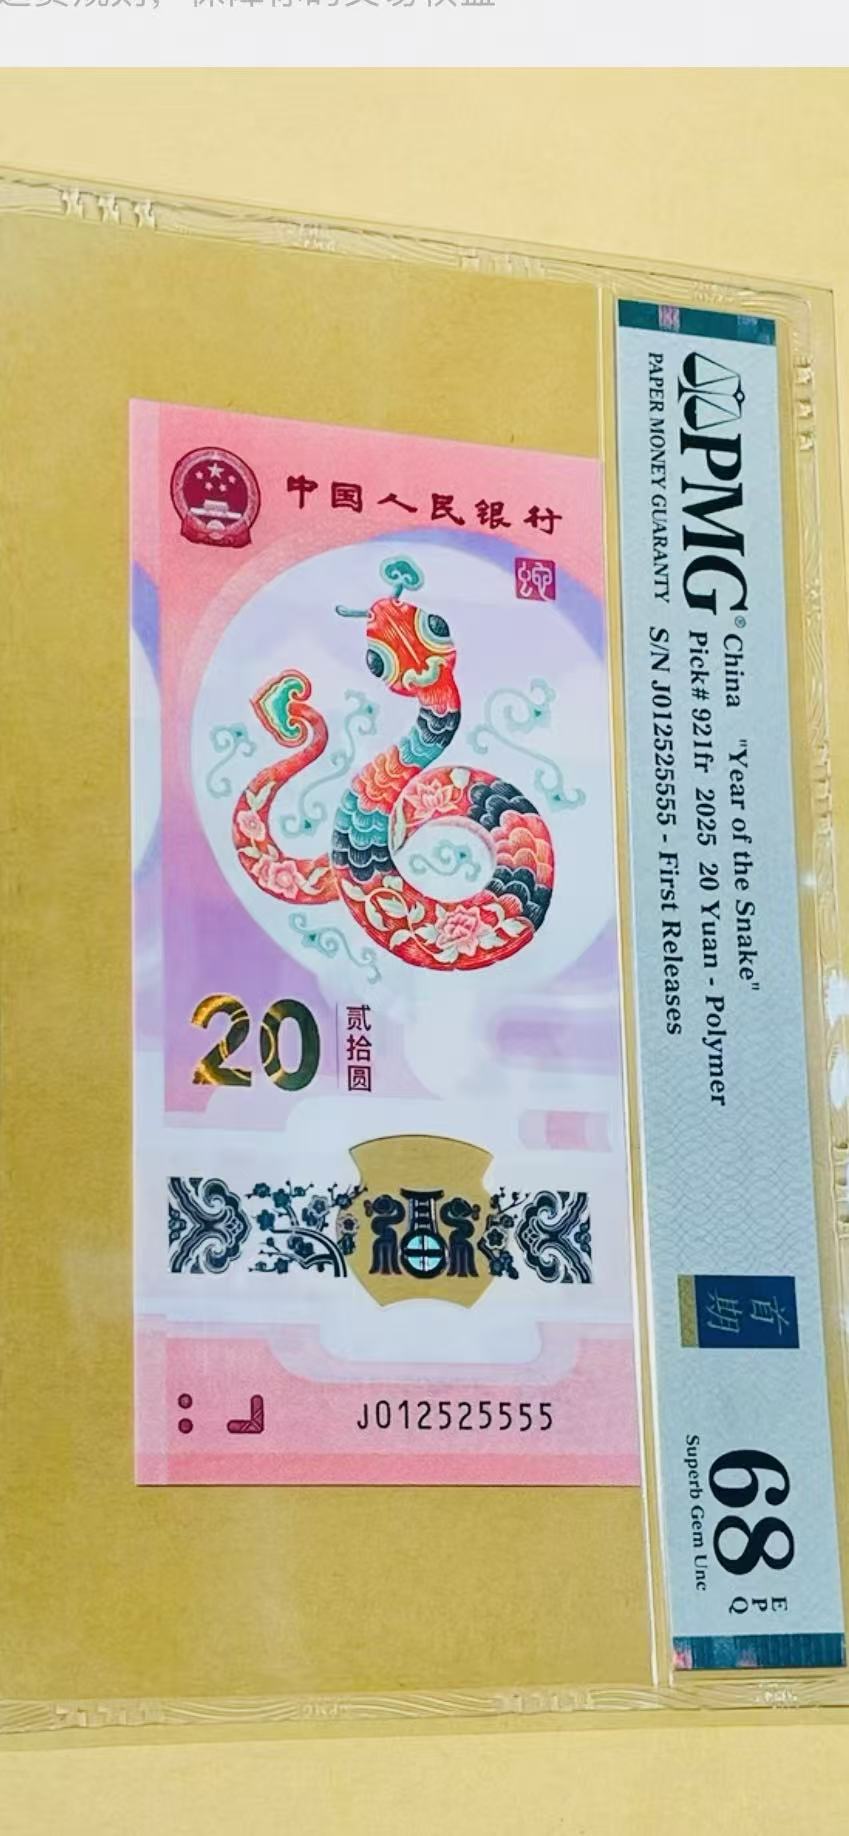 中国人民银行
蛇
20
贰拾圆
J012525555
PMG®
PAPER MONEY GUARANTY
China "Year of the Snake"
Pick# 921fr 2025 20 Yuan - Polymer
S/N J012525555 - First Releases
首期
68 EPQ
Superb Gem Unc